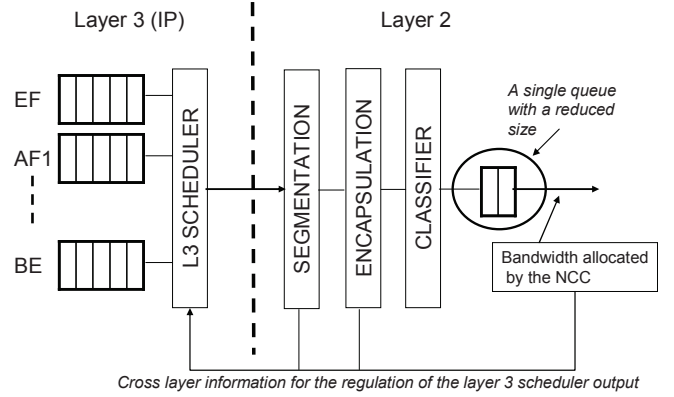 Layer 3 (IP)
Layer 2
EF
AF1
BE
L3 SCHEDULER
SEGMENTATION
ENCAPSULATION
CLASSIFIER
A single queue
with a reduced
size
Bandwidth allocated
by the NCC
Cross layer information for the regulation of the layer 3 scheduler output